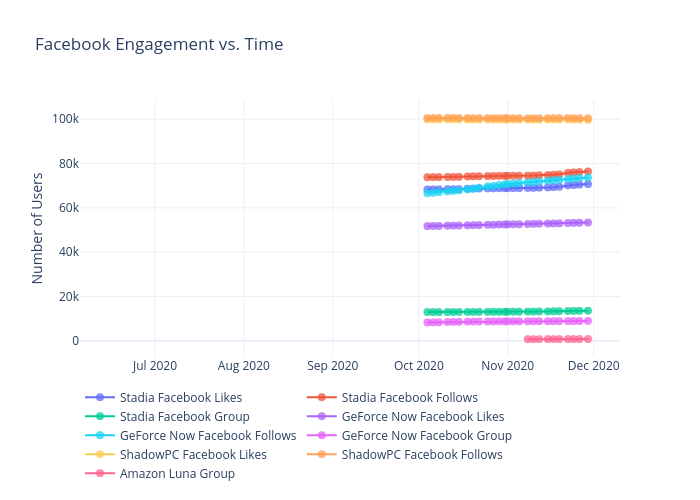 Facebook Engagement vs. Time
Number of Users
100k
80k
60k
40k
20k
0
Jul 2020 Aug 2020 Sep 2020 Oct 2020 Nov 2020 Dec 2020
Stadia Facebook Likes Stadia Facebook Follows
Stadia Facebook Group GeForce Now Facebook Likes
GeForce Now Facebook Follows GeForce Now Facebook Group
ShadowPC Facebook Likes ShadowPC Facebook Follows
Amazon Luna Group